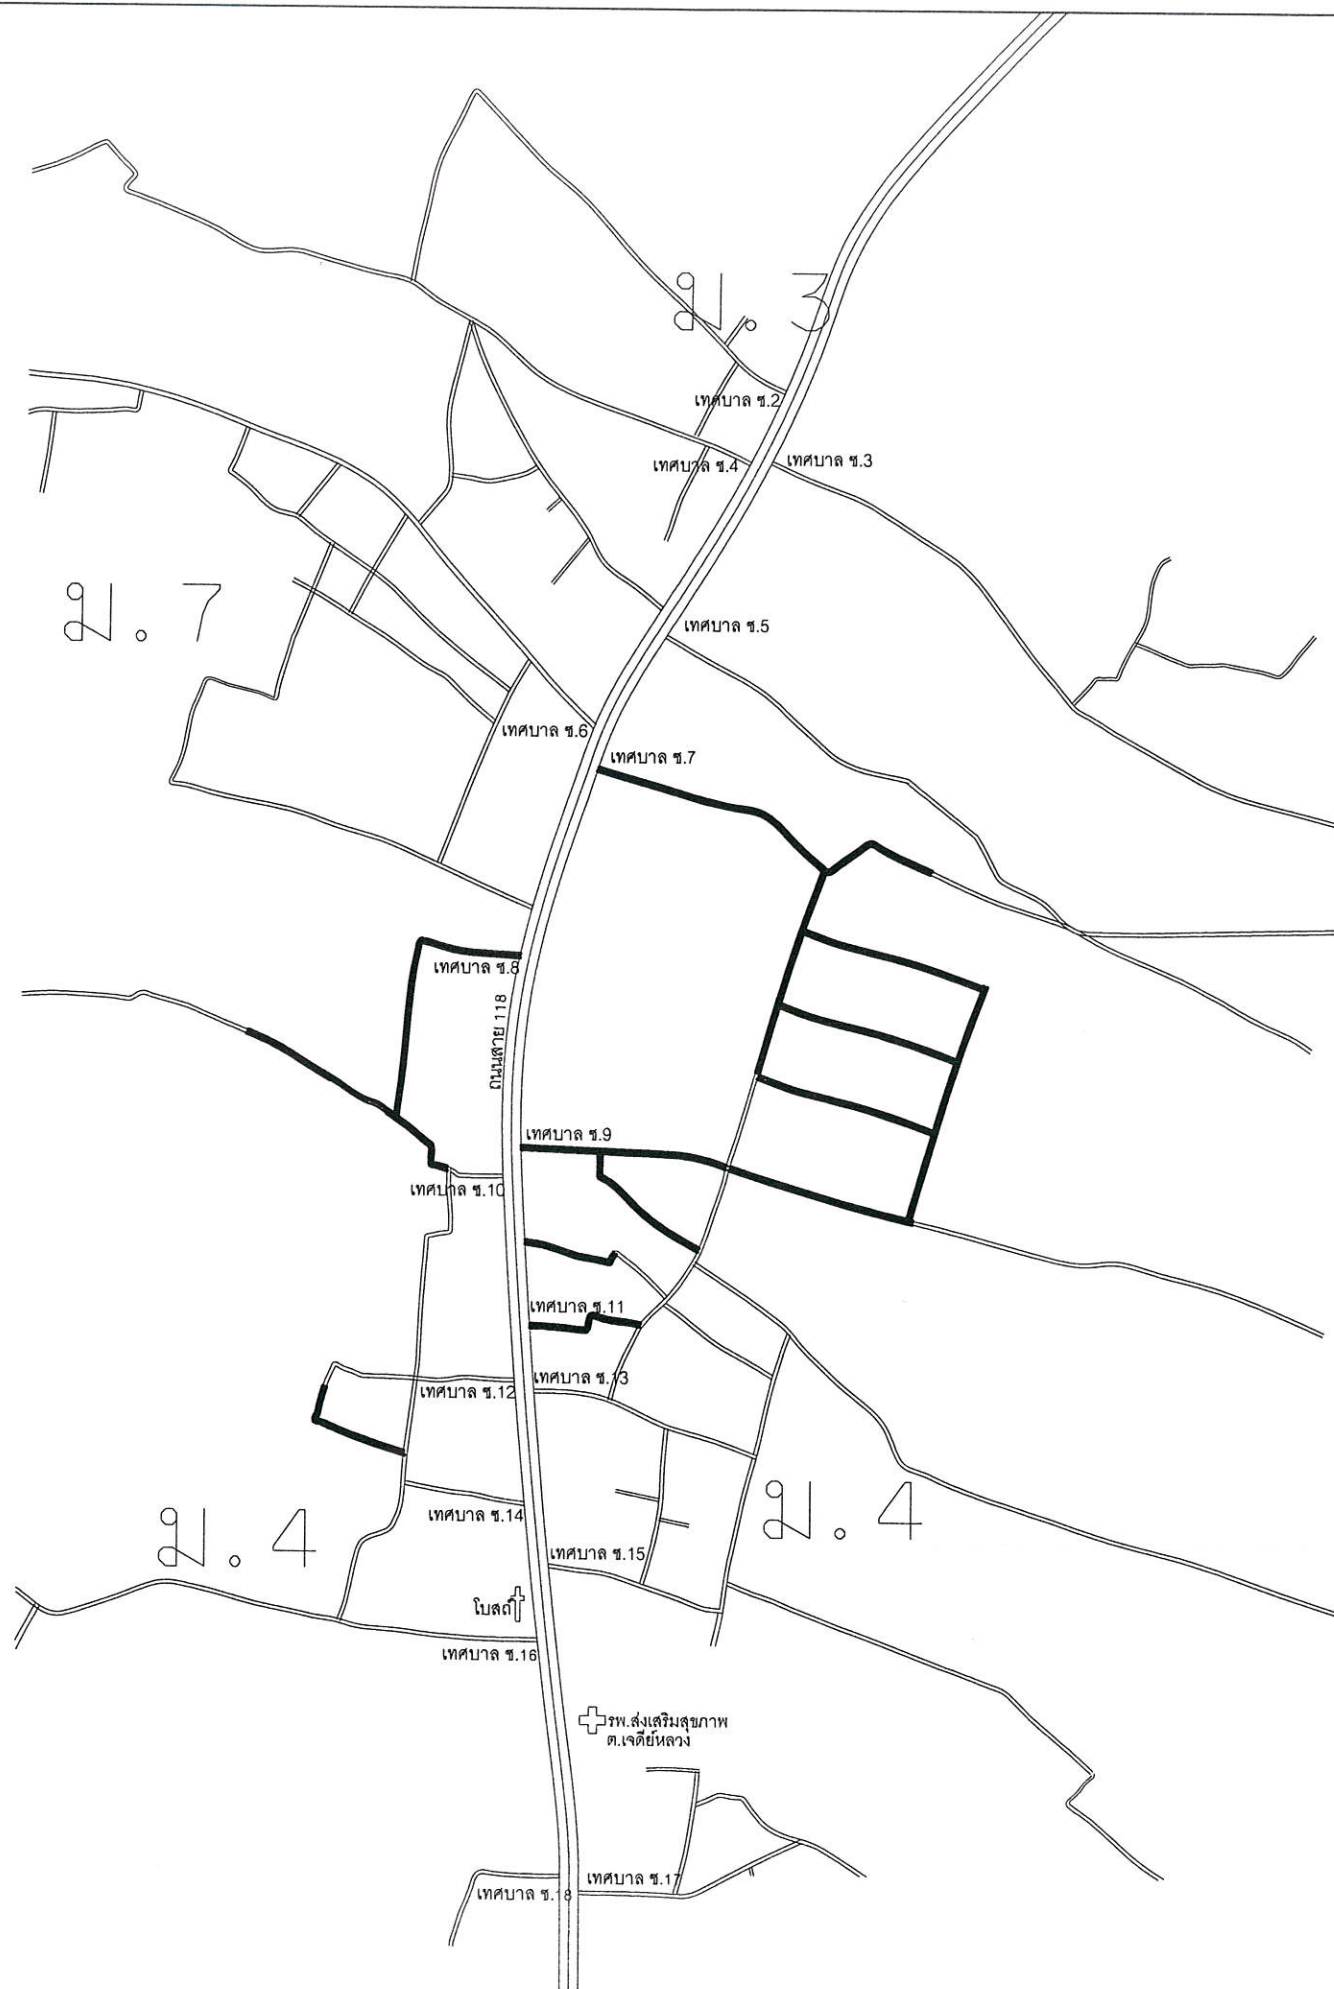 ม. 3
เทศบาล ซ.2
เทศบาล ซ.4
เทศบาล ซ.3
ม. 7
เทศบาล ซ.5
เทศบาล ซ.6
เทศบาล ซ.7
เทศบาล ซ.8
ถนนสาย 118
เทศบาล ซ.9
เทศบาล ซ.10
เทศบาล ซ.11
เทศบาล ซ.13
เทศบาล ซ.12
ม. 4
ม. 4
เทศบาล ซ.14
เทศบาล ซ.15
โบสถ์
เทศบาล ซ.16
รพ.ส่งเสริมสุขภาพ
ต.เจดีย์หลวง
เทศบาล ซ.17
เทศบาล ซ.18